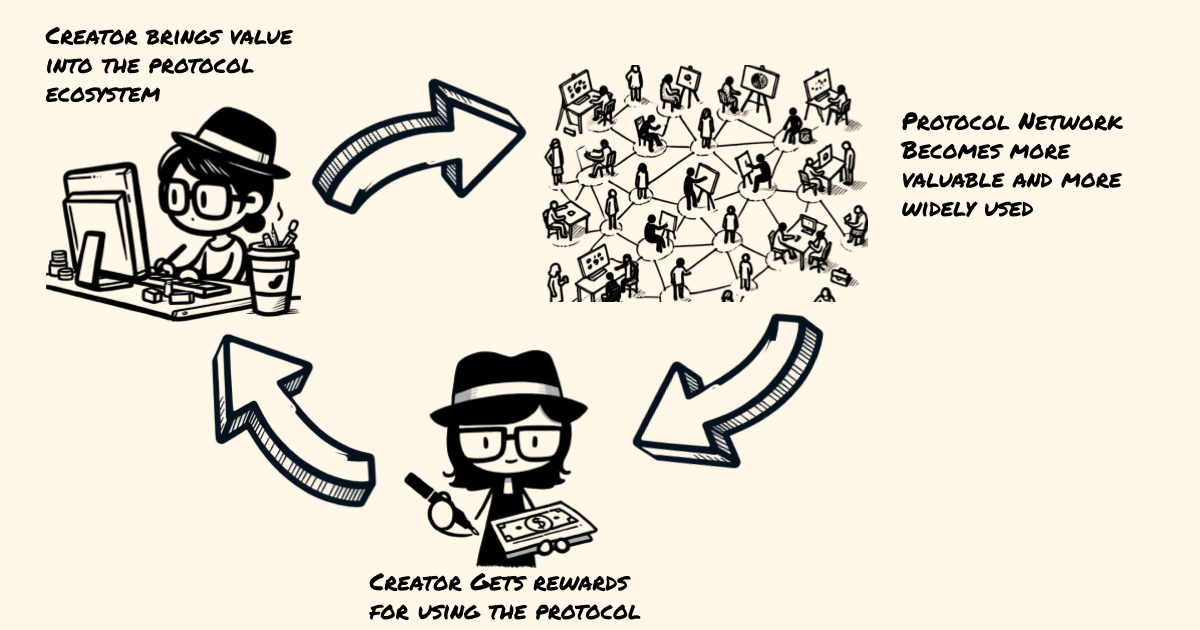 Creator brings value
into the protocol
ecosystem
Protocol Network
Becomes more
valuable and more
widely used
$
Creator Gets rewards
for using the protocol